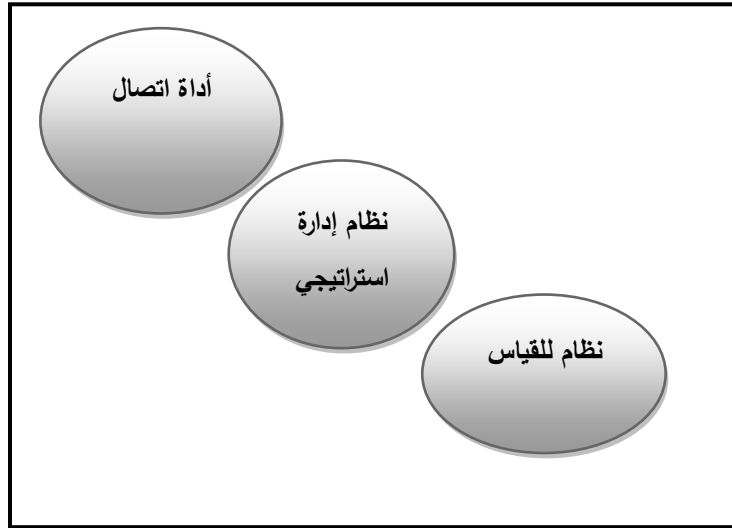 أداة اتصال
نظام إدارة
استراتيجي
نظام للقياس